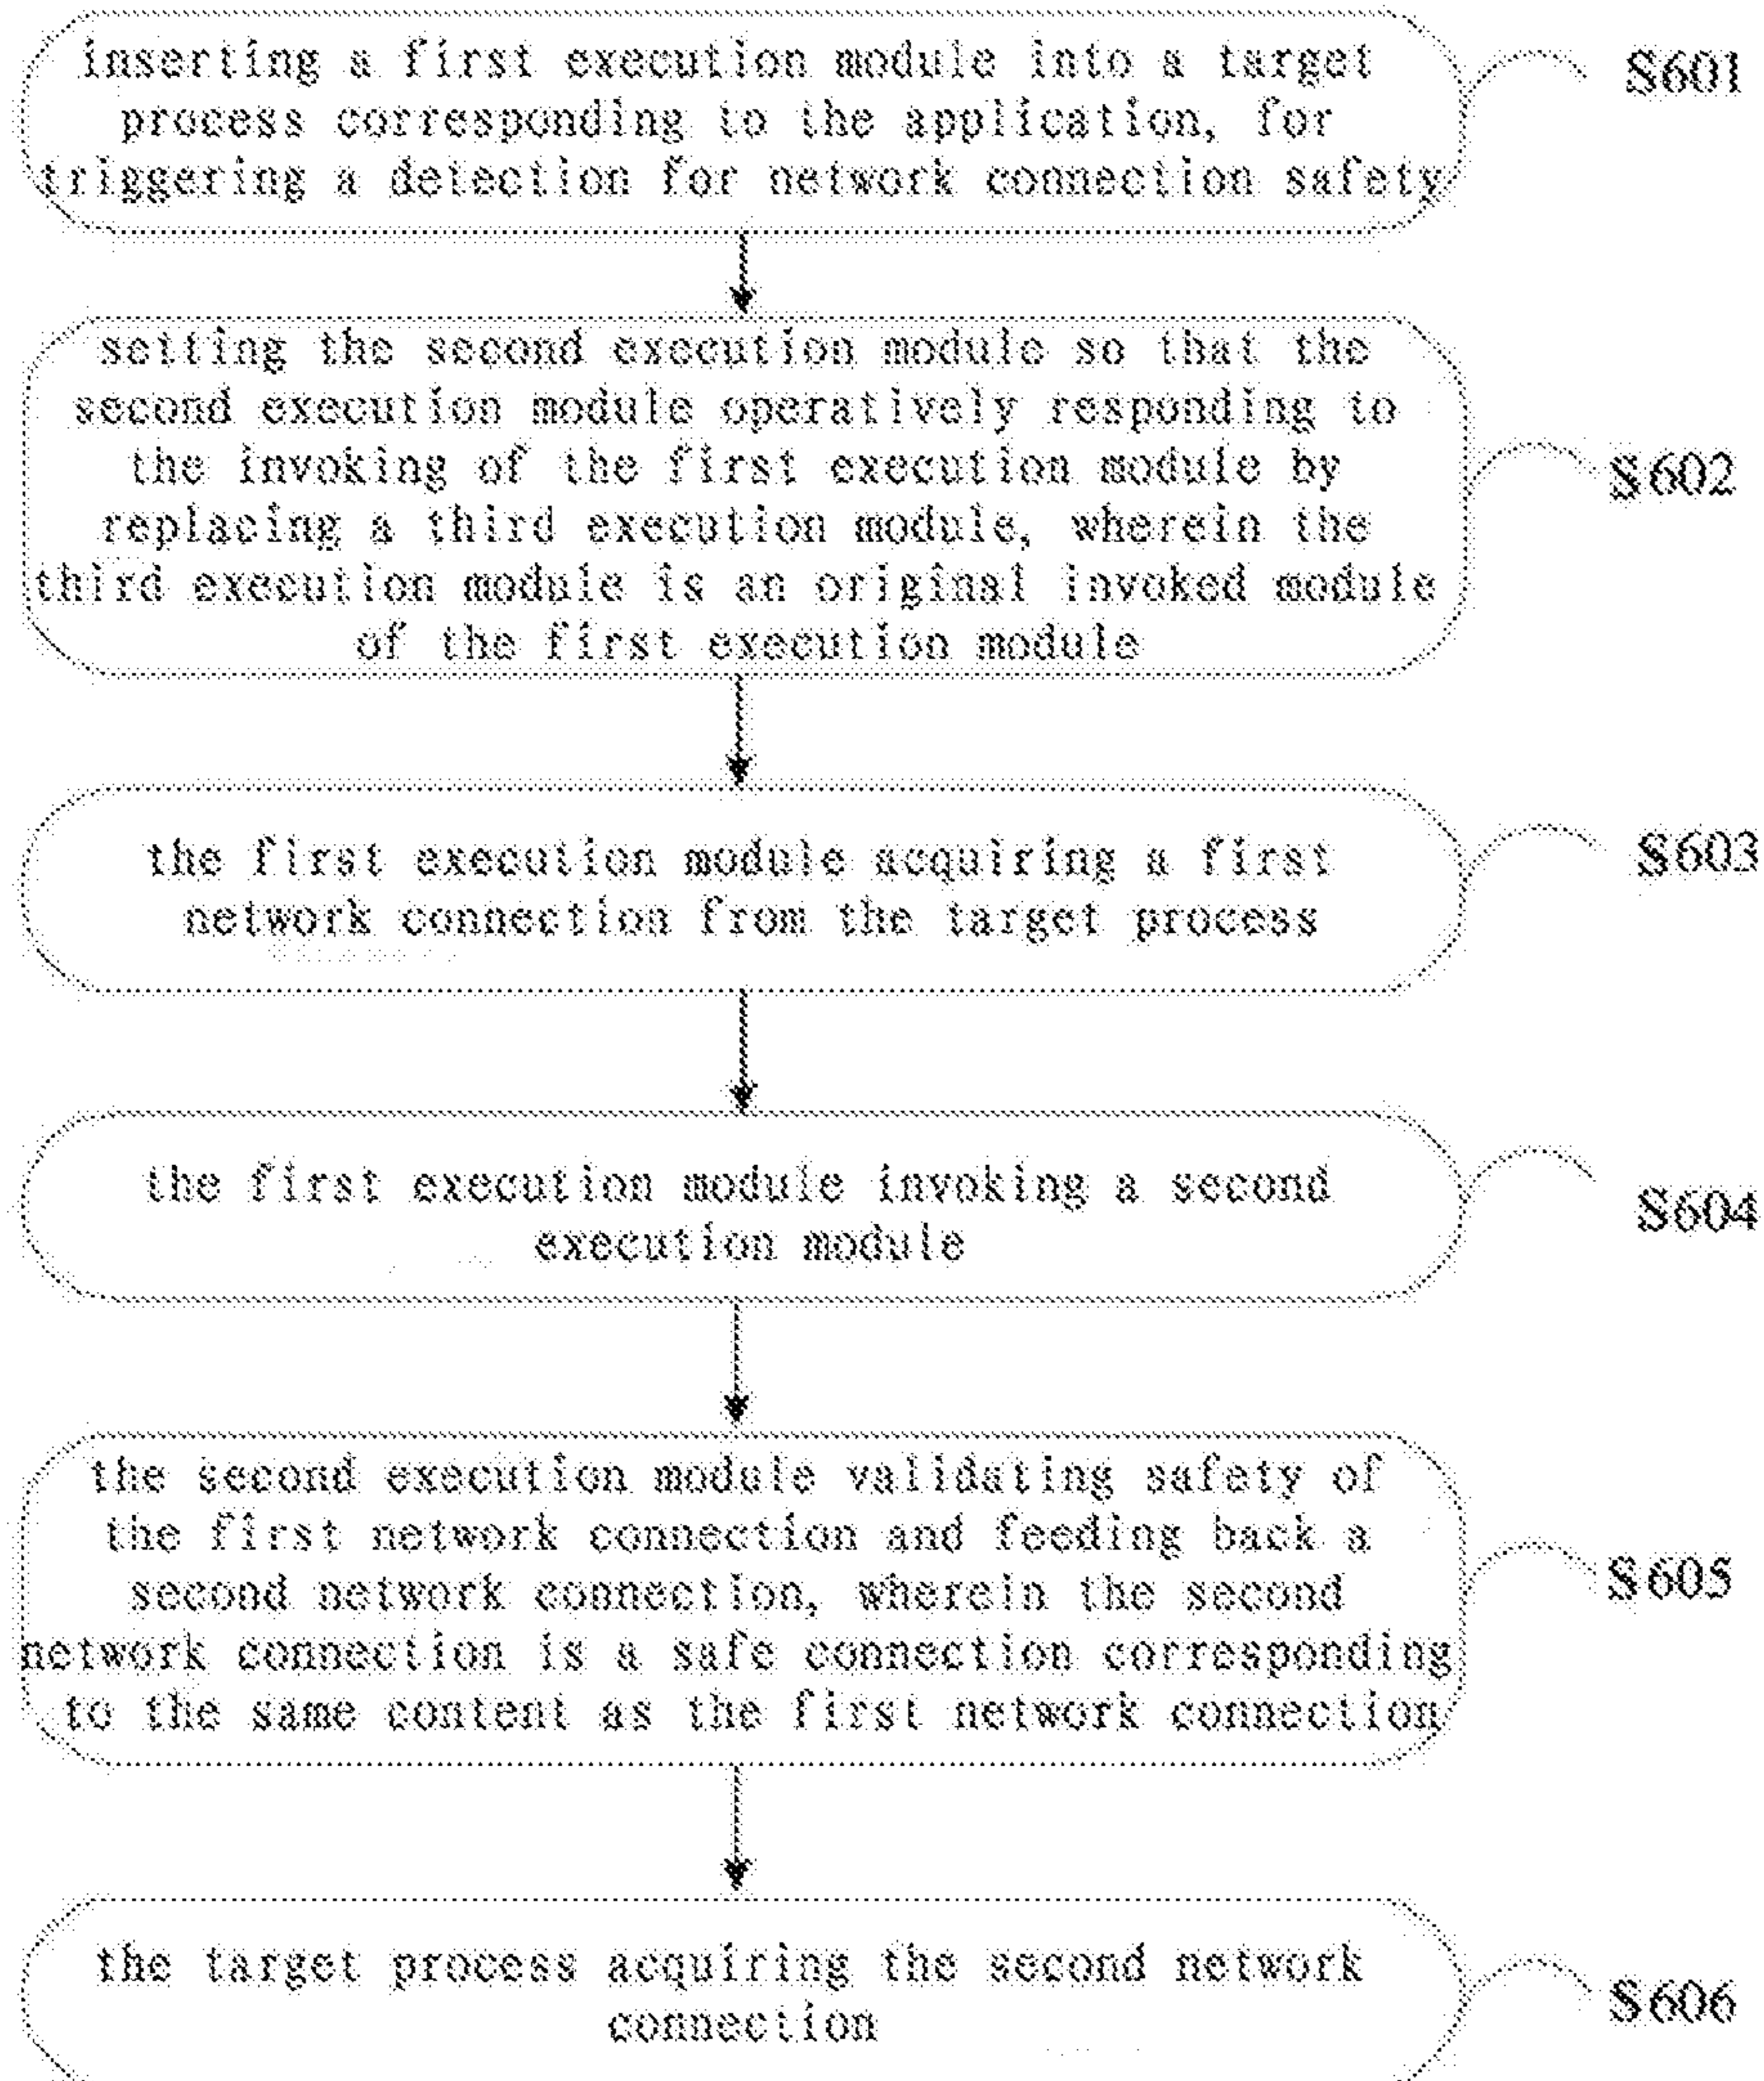 inserting a first execution module into a target
process corresponding to the application, for
triggering a detection for network connection safety
S601
setting the second execution module so that the
second execution module operatively responding to
the invoking of the first execution module by
replacing a third execution module, wherein the
third execution module is an original invoked module
of the first execution module
S602
the first execution module acquiring a first
network connection from the target process
S603
the first execution module invoking a second
execution module
S604
the second execution module validating safety of
the first network connection and feeding back a
second network connection, wherein the second
network connection is a safe connection corresponding
to the same content as the first network connection
S605
the target process acquiring the second network
connection
S606